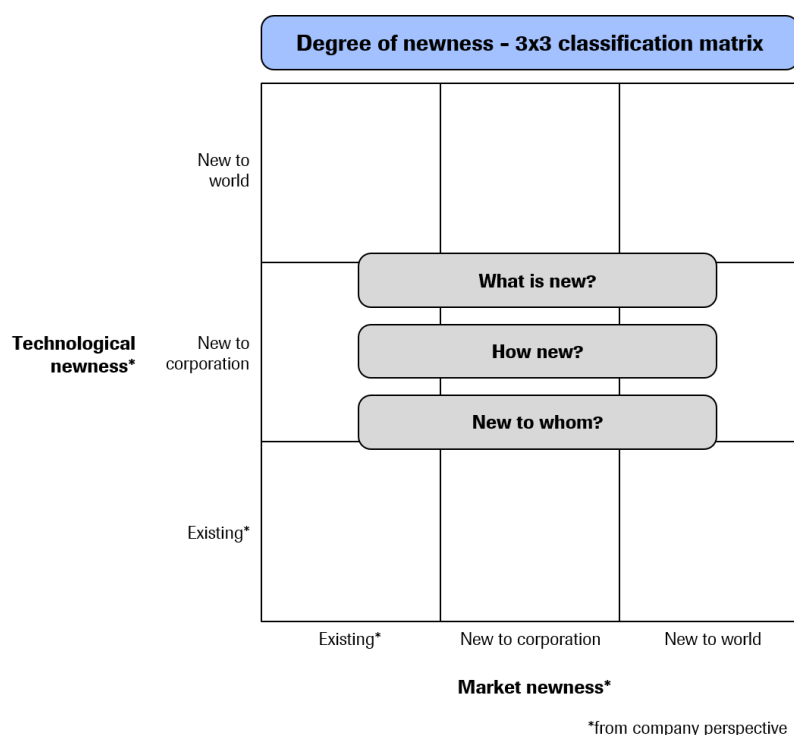 Degree of newness - 3x3 classification matrix
New to
world
What is new?
Technological
newness*
New to
corporation
How new?
New to whom?
Existing*
Existing*
New to corporation
New to world
Market newness*
*from company perspective